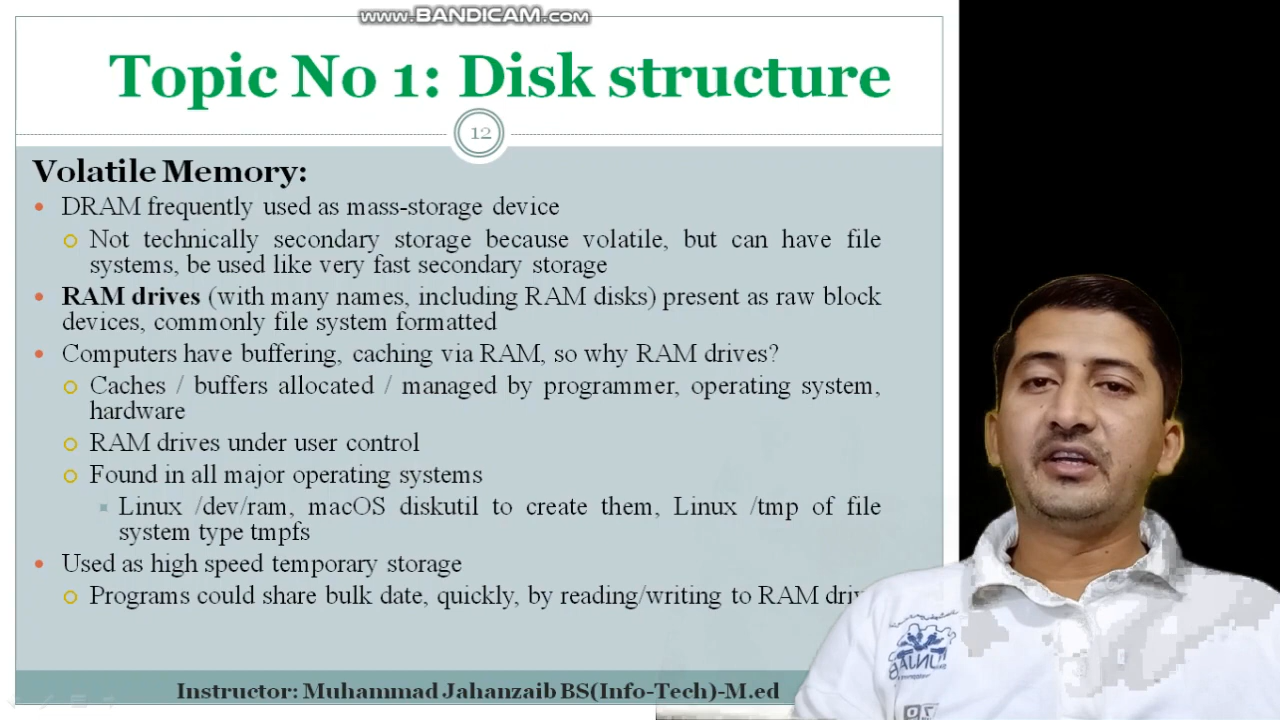 www.BANDICAM.com
Topic No 1: Disk structure
12
Volatile Memory:
DRAM frequently used as mass-storage device
Not technically secondary storage because volatile, but can have file
systems, be used like very fast secondary storage
RAM drives (with many names, including RAM disks) present as raw block
devices, commonly file system formatted
Computers have buffering, caching via RAM, so why RAM drives?
Caches / buffers allocated / managed by programmer, operating system,
hardware
RAM drives under user control
Found in all major operating systems
Linux /dev/ram, macOS diskutil to create them, Linux /tmp of file
system type tmpfs
Used as high speed temporary storage
Programs could share bulk date, quickly, by reading/writing to RAM
Instructor: Muhammad Jahanzaib BS(Info-Tech)-M.ed